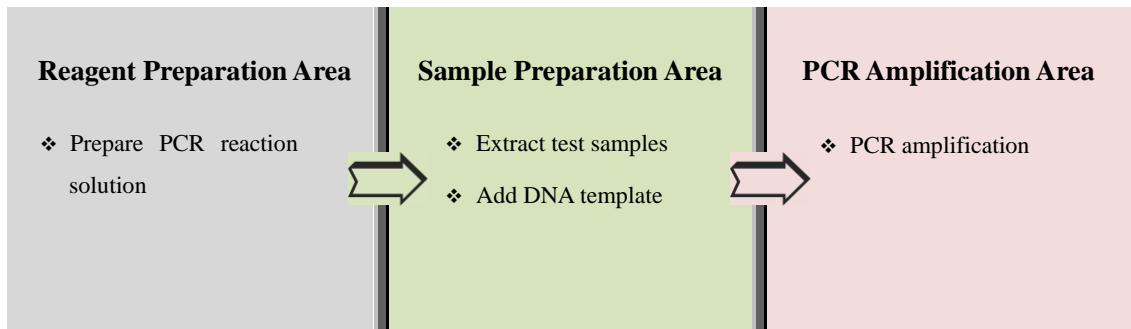 Reagent Preparation Area
❖ Prepare PCR reaction
solution
Sample Preparation Area
❖ Extract test samples
❖ Add DNA template
PCR Amplification Area
❖ PCR amplification